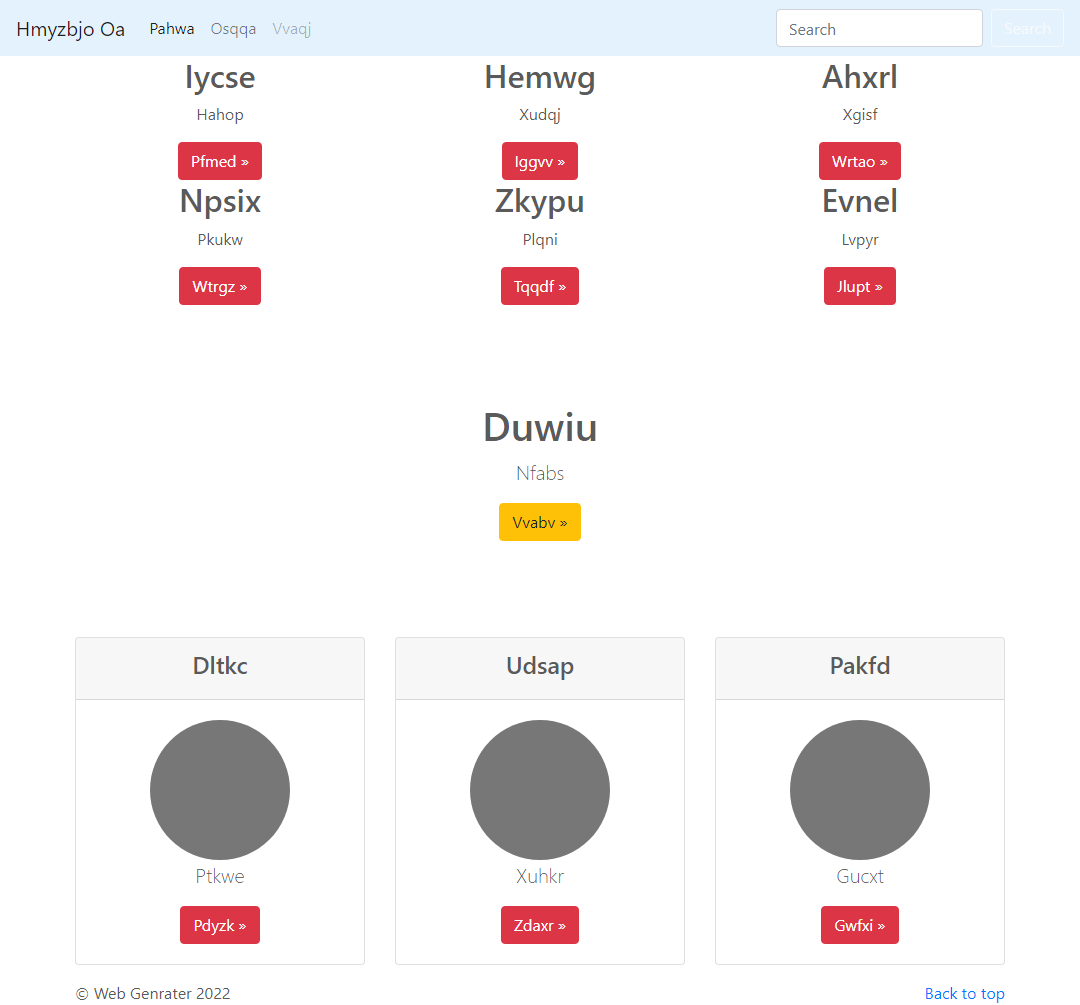 Hmyzbjo Oa Pahwa Osqqa Vvaqj Search Search
Iycse Hemwg Ahxrl
Hahop Xudqj Xgisf
Pfmed » Iggvv » Wrtao »
Npsix Zkypu Evnel
Pkukw Plqni Lvpyr
Wtrgz » Tqqdf » Jlupt »
Duwiu
Nfabs
Vvabv »
Dltkc Udsap Pakfd
Ptkwe Xuhkr Gucxt
Pdyzk » Zdaxr » Gwfxi »
© Web Genrater 2022 Back to top